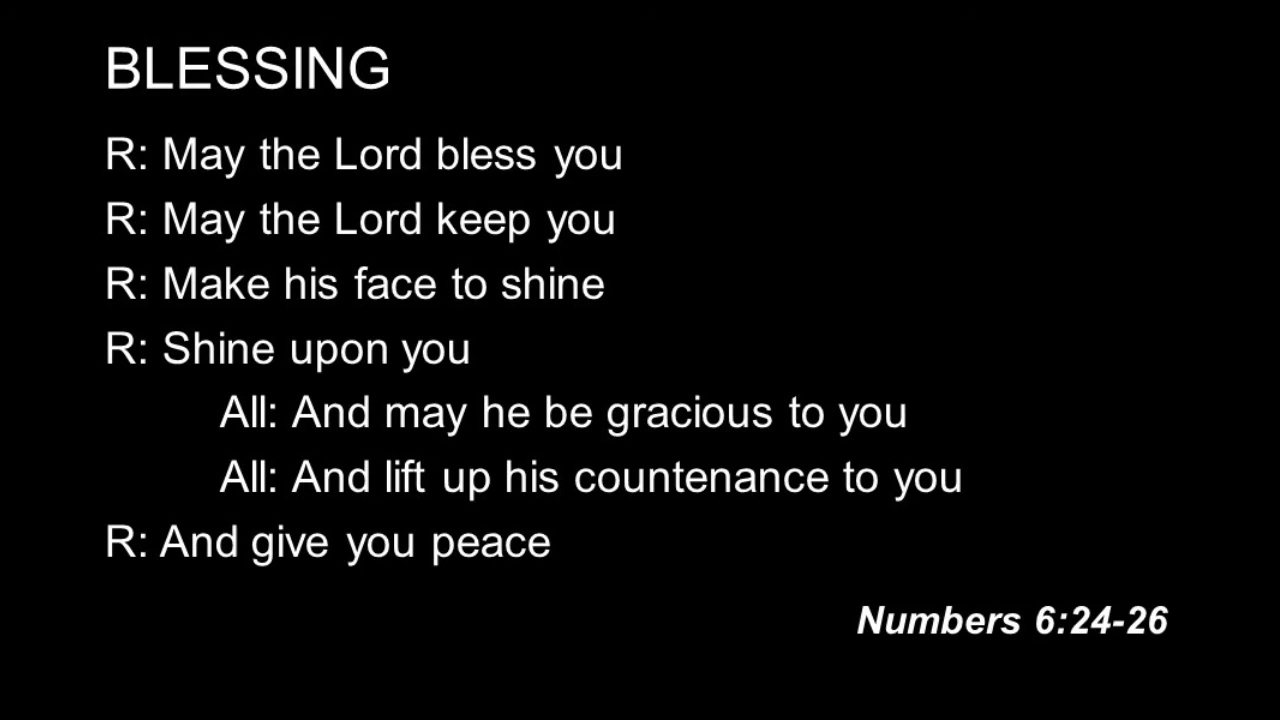 BLESSING
R: May the Lord bless you
R: May the Lord keep you
R: Make his face to shine
R: Shine upon you
All: And may he be gracious to you
All: And lift up his countenance to you
R: And give you peace
Numbers 6:24-26